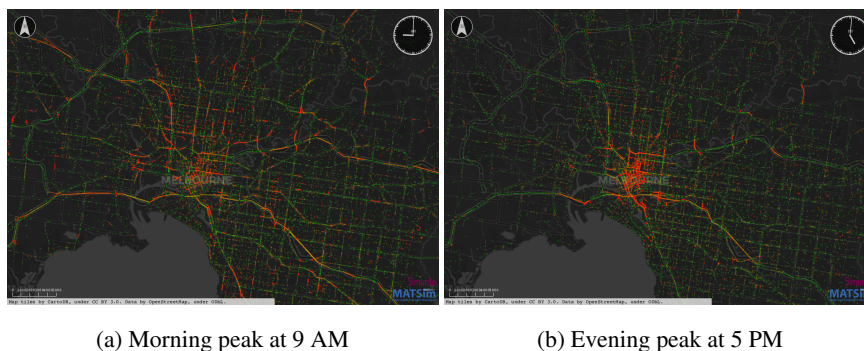 MELBOURNE
MATSim
Map tiles by CartoDB, under CC BY 3.0. Data by OpenStreetMap, under ODbL.
MELBOURNE
MATSim
Map tiles by CartoDB, under CC BY 3.0. Data by OpenStreetMap, under ODbL.
(a) Morning peak at 9 AM
(b) Evening peak at 5 PM